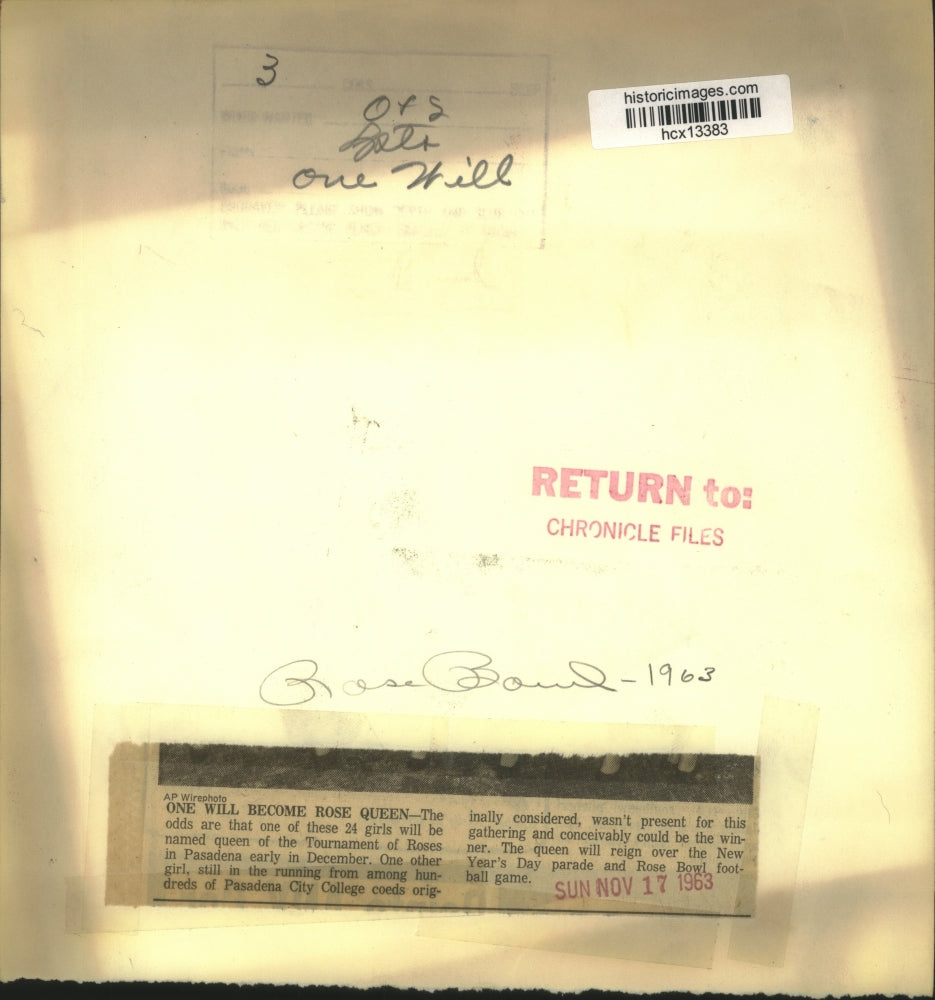 historicimages.com
hcx13383
3
one Will
RETURN to:
CHRONICLE FILES
Rose Bowl - 1963
AP Wirephoto
ONE WILL BECOME ROSE QUEEN—The
odds are that one of these 24 girls will be
named queen of the Tournament of Roses
in Pasadena early in December. One other
girl, still in the running from among hun-
dreds of Pasadena City College coeds orig-
inally considered, wasn't present for this
gathering and conceivably could be the win-
ner. The queen will reign over the New
Year's Day parade and Rose Bowl foot-
ball game.
SUN NOV 17 1963